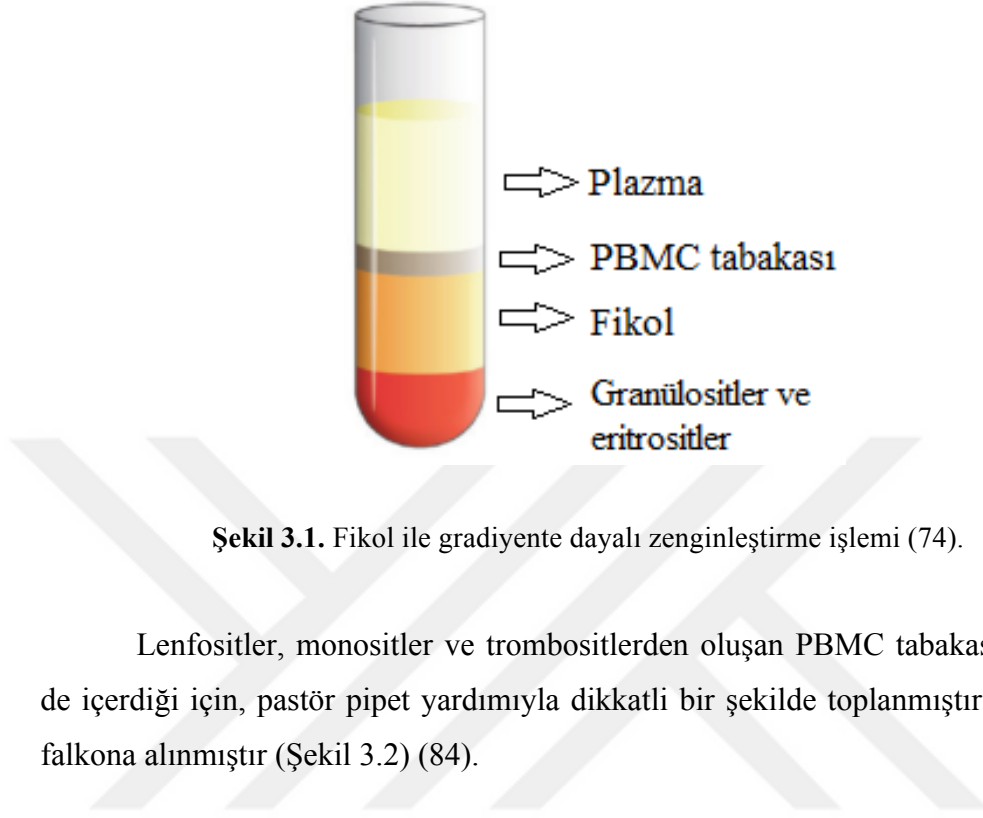 Plazma
PBMC tabakası
Fikol
Granülositler ve
eritrositler
Şekil 3.1. Fikol ile gradiyente dayalı zenginleştirme işlemi (74).
Lenfositler, monositler ve trombositlerden oluşan PBMC
de içerdiği için, pastör pipet yardımıyla dikkatli bir şekilde toplanmıştır
falkona alınmıştır (Şekil 3.2) (84).